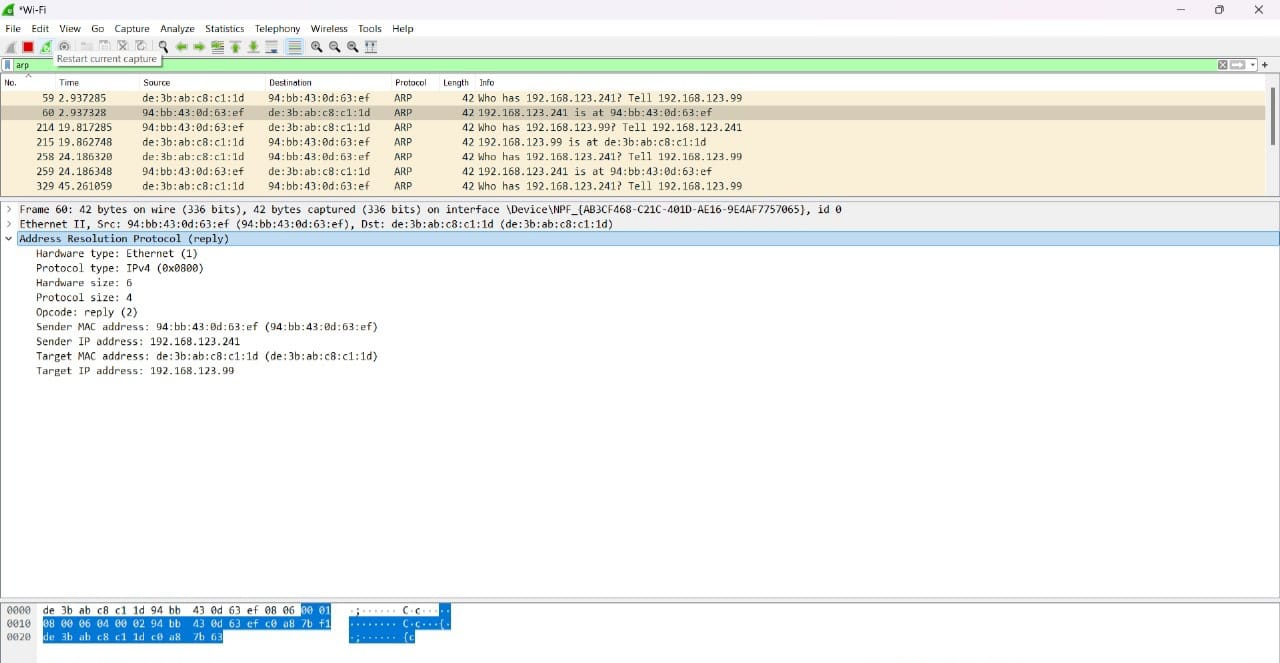 *Wi-Fi
File Edit View Go Capture Analyze Statistics Telephony Wireless Tools Help
Restart current capture
arp
No. Time Source Destination Protocol Length Info
59 2.937285 de:3b:ab:c8:c1:1d 94:bb:43:0d:63:ef ARP 42 Who has 192.168.123.241? Tell 192.168.123.99
60 2.937328 94:bb:43:0d:63:ef de:3b:ab:c8:c1:1d ARP 42 192.168.123.241 is at 94:bb:43:0d:63:ef
214 19.817285 94:bb:43:0d:63:ef de:3b:ab:c8:c1:1d ARP 42 Who has 192.168.123.99? Tell 192.168.123.241
215 19.862748 de:3b:ab:c8:c1:1d 94:bb:43:0d:63:ef ARP 42 192.168.123.99 is at de:3b:ab:c8:c1:1d
258 24.186320 de:3b:ab:c8:c1:1d 94:bb:43:0d:63:ef ARP 42 Who has 192.168.123.241? Tell 192.168.123.99
259 24.186348 94:bb:43:0d:63:ef de:3b:ab:c8:c1:1d ARP 42 192.168.123.241 is at 94:bb:43:0d:63:ef
329 45.261059 de:3b:ab:c8:c1:1d 94:bb:43:0d:63:ef ARP 42 Who has 192.168.123.241? Tell 192.168.123.99
Frame 60: 42 bytes on wire (336 bits), 42 bytes captured (336 bits) on interface \Device\NPF_{AB3CF468-C21C-401D-AE16-9E4AF7757065}, id 0
Ethernet II, Src: 94:bb:43:0d:63:ef (94:bb:43:0d:63:ef), Dst: de:3b:ab:c8:c1:1d (de:3b:ab:c8:c1:1d)
Address Resolution Protocol (reply)
Hardware type: Ethernet (1)
Protocol type: IPv4 (0x0800)
Hardware size: 6
Protocol size: 4
Opcode: reply (2)
Sender MAC address: 94:bb:43:0d:63:ef (94:bb:43:0d:63:ef)
Sender IP address: 192.168.123.241
Target MAC address: de:3b:ab:c8:c1:1d (de:3b:ab:c8:c1:1d)
Target IP address: 192.168.123.99
0000 de 3b ab c8 c1 1d 94 bb 43 0d 63 ef 08 06 00 01 ·;······ C·c·····
0010 08 00 06 04 00 02 94 bb 43 0d 63 ef c0 a8 7b f1 ········ C·c···{·
0020 de 3b ab c8 c1 1d c0 a8 7b 63 ·;······ {c